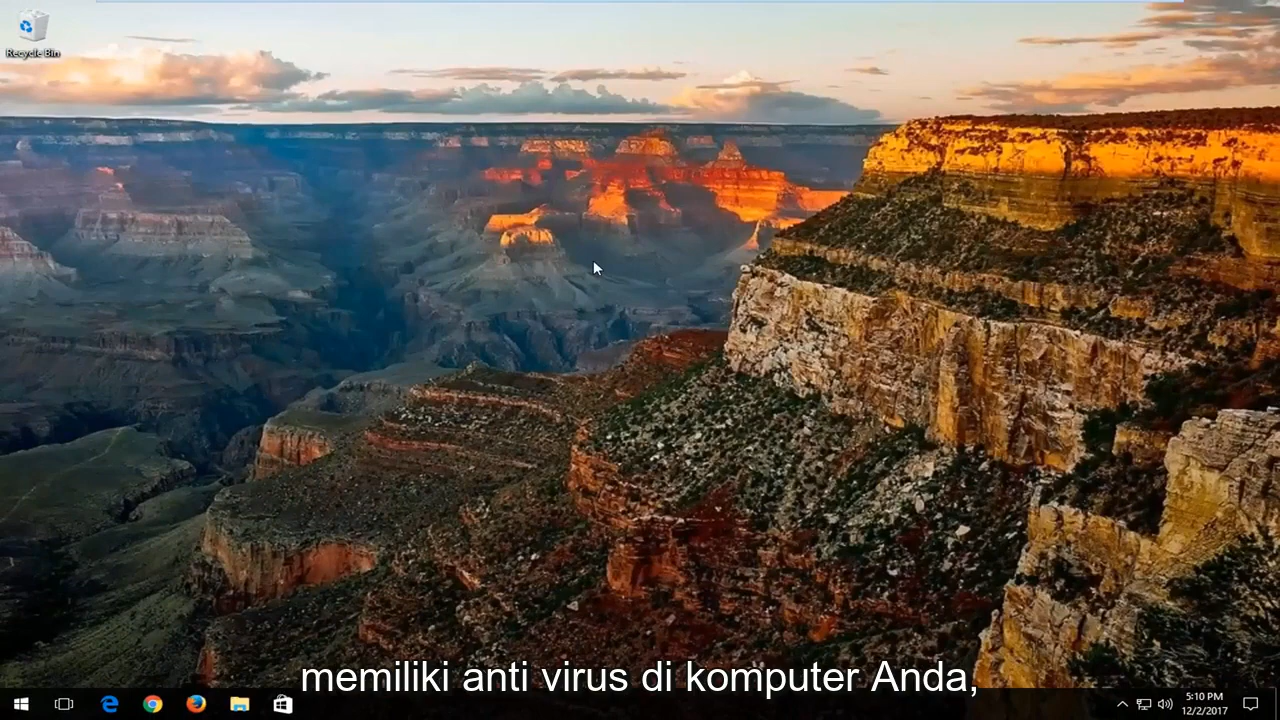 Recycle Bin
memiliki anti virus di komputer Anda,
5:10 PM
12/2/2017